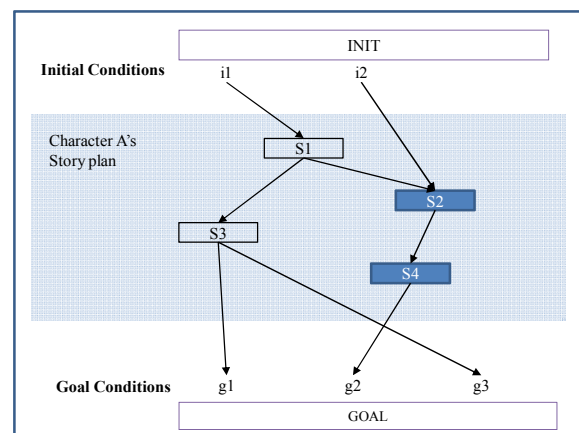 INIT
Initial Conditions
i1 i2
Character A's
Story plan
S1
S2
S3
S4
Goal Conditions g1 g2 g3
GOAL